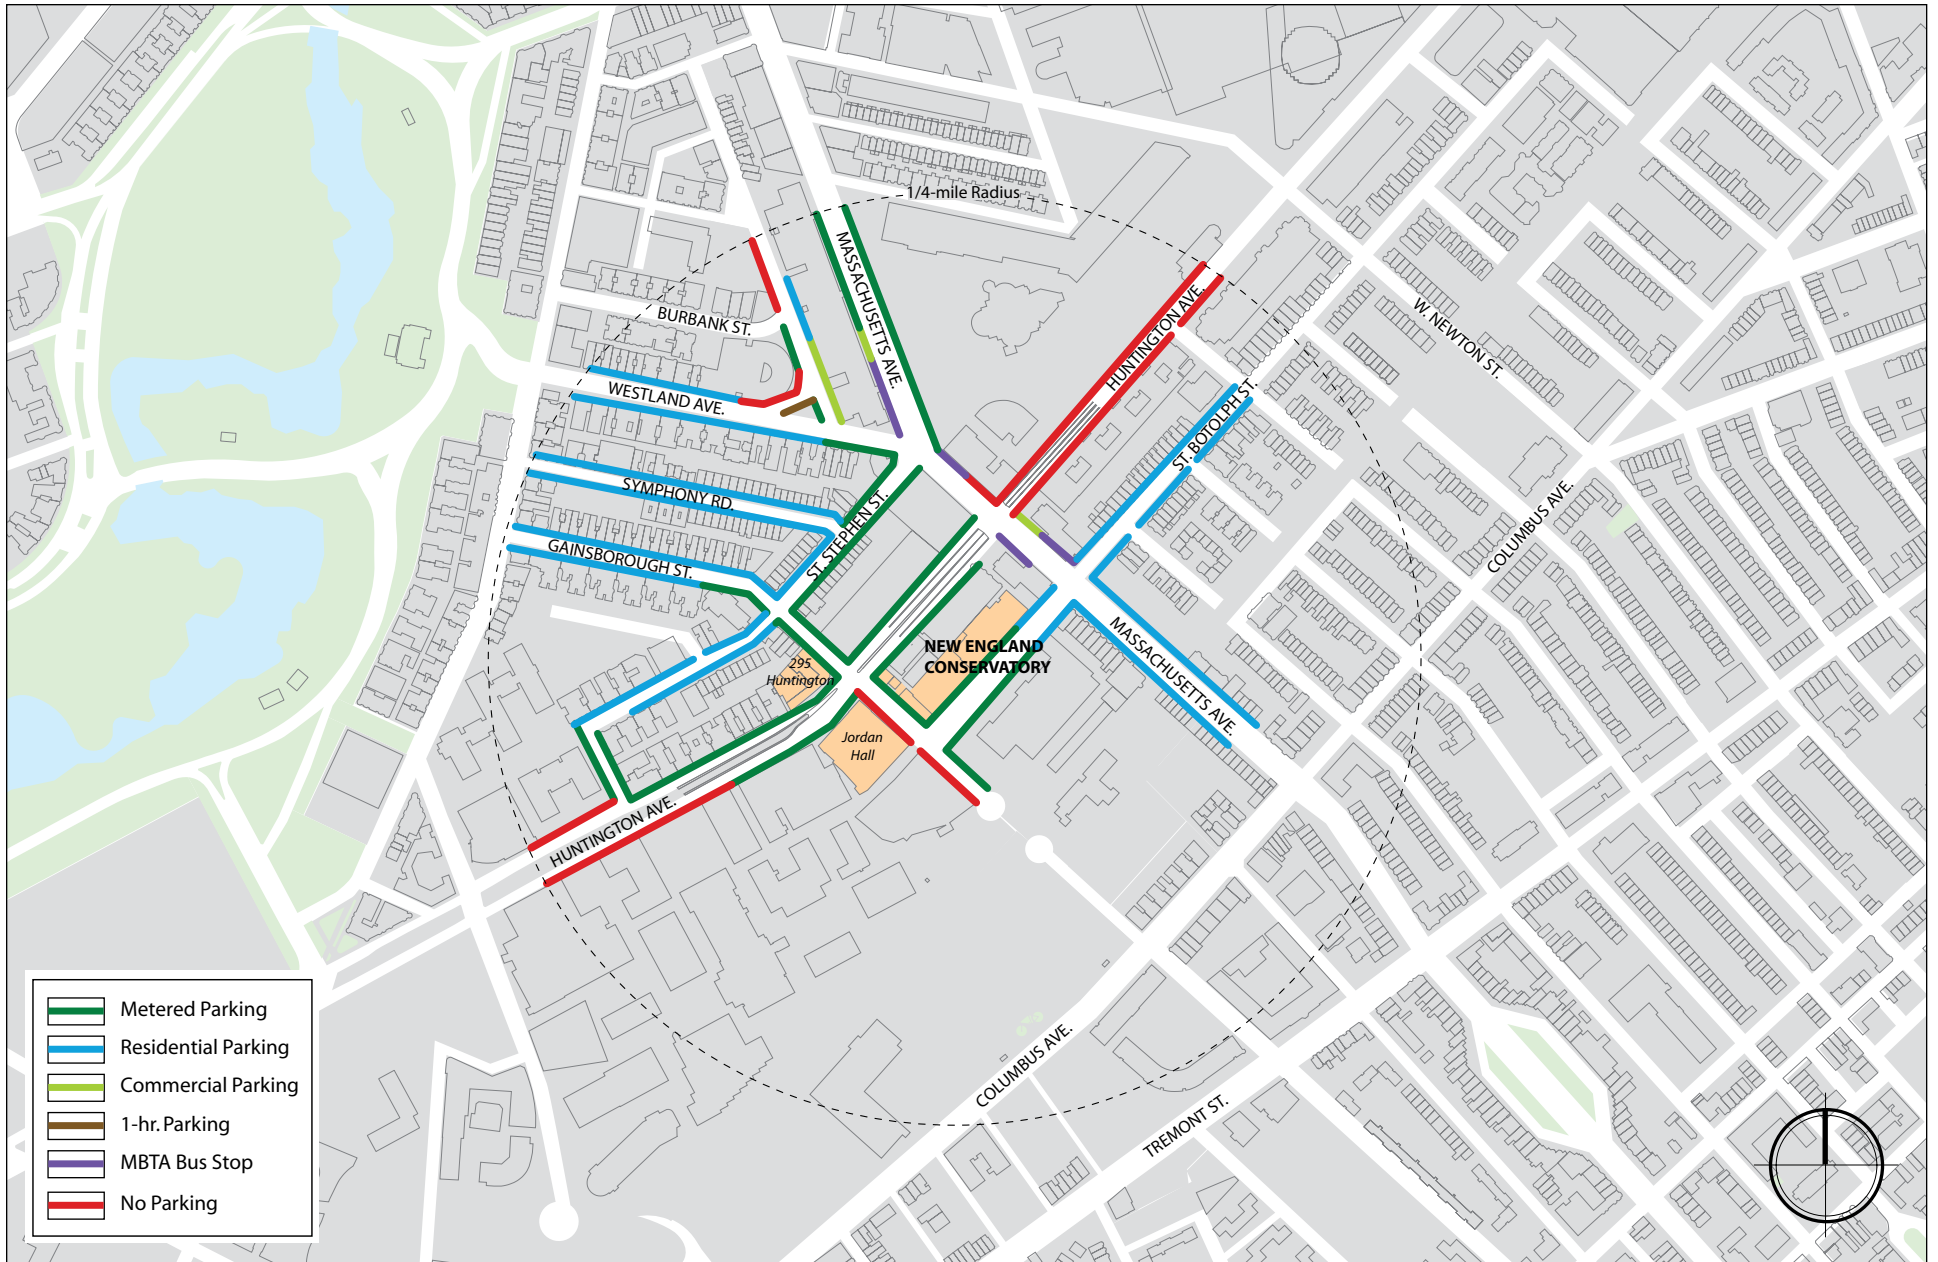 1/4-mile Radius
MASSACHUSETTS AVE.
HUNTINGTON AVE.
BURBANK ST.
W. NEWTON ST.
WESTLAND AVE.
ST. BOTOLPH ST.
SYMPHONY RD.
ST. STEPHEN ST.
COLUMBUS AVE.
GAINSBOROUGH ST.
NEW ENGLAND
CONSERVATORY
295
Huntington
MASSACHUSETTS AVE.
Jordan
Hall
HUNTINGTON AVE.
COLUMBUS AVE.
TREMONT ST.
Metered Parking
Residential Parking
Commercial Parking
1-hr. Parking
MBTA Bus Stop
No Parking